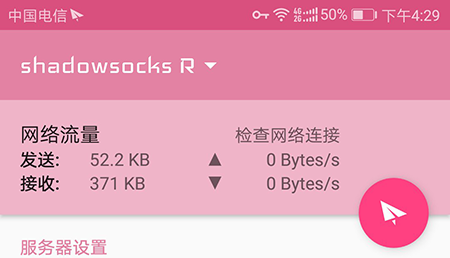 中国电信 4G 2G 50% 下午4:29
shadowsocks R
网络流量 检查网络连接
发送: 52.2 KB ▲ 0 Bytes/s
接收: 371 KB ▼ 0 Bytes/s
服务器设置